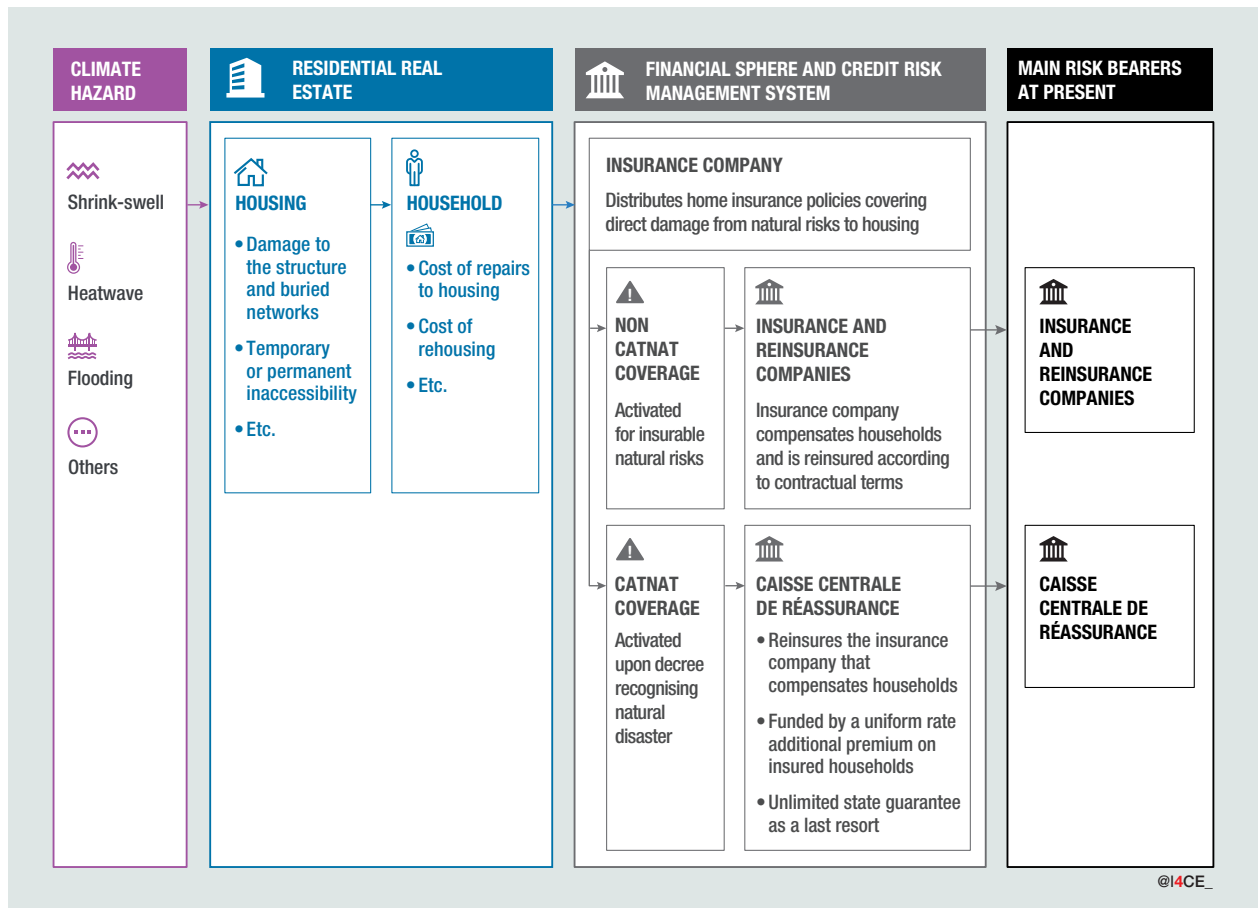 CLIMATE
HAZARD
RESIDENTIAL REAL
ESTATE
FINANCIAL SPHERE AND CREDIT RISK
MANAGEMENT SYSTEM
MAIN RISK BEARERS
AT PRESENT
Shrink-swell
Heatwave
Flooding
Others
HOUSING
• Damage to
the structure
and buried
networks
• Temporary
or permanent
inaccessibility
• Etc.
HOUSEHOLD
• Cost of repairs
to housing
• Cost of
rehousing
• Etc.
INSURANCE COMPANY
Distributes home insurance policies covering
direct damage from natural risks to housing
NON
CATNAT
COVERAGE
Activated
for insurable
natural risks
INSURANCE AND
REINSURANCE
COMPANIES
Insurance company
compensates households
and is reinsured according
to contractual terms
CATNAT
COVERAGE
Activated
upon decree
recognising
natural
disaster
CAISSE CENTRALE
DE RÉASSURANCE
• Reinsures the insurance
company that
compensates households
• Funded by a uniform rate
additional premium on
insured households
• Unlimited state guarantee
as a last resort
INSURANCE
AND
REINSURANCE
COMPANIES
CAISSE
CENTRALE DE
RÉASSURANCE
@I4CE_